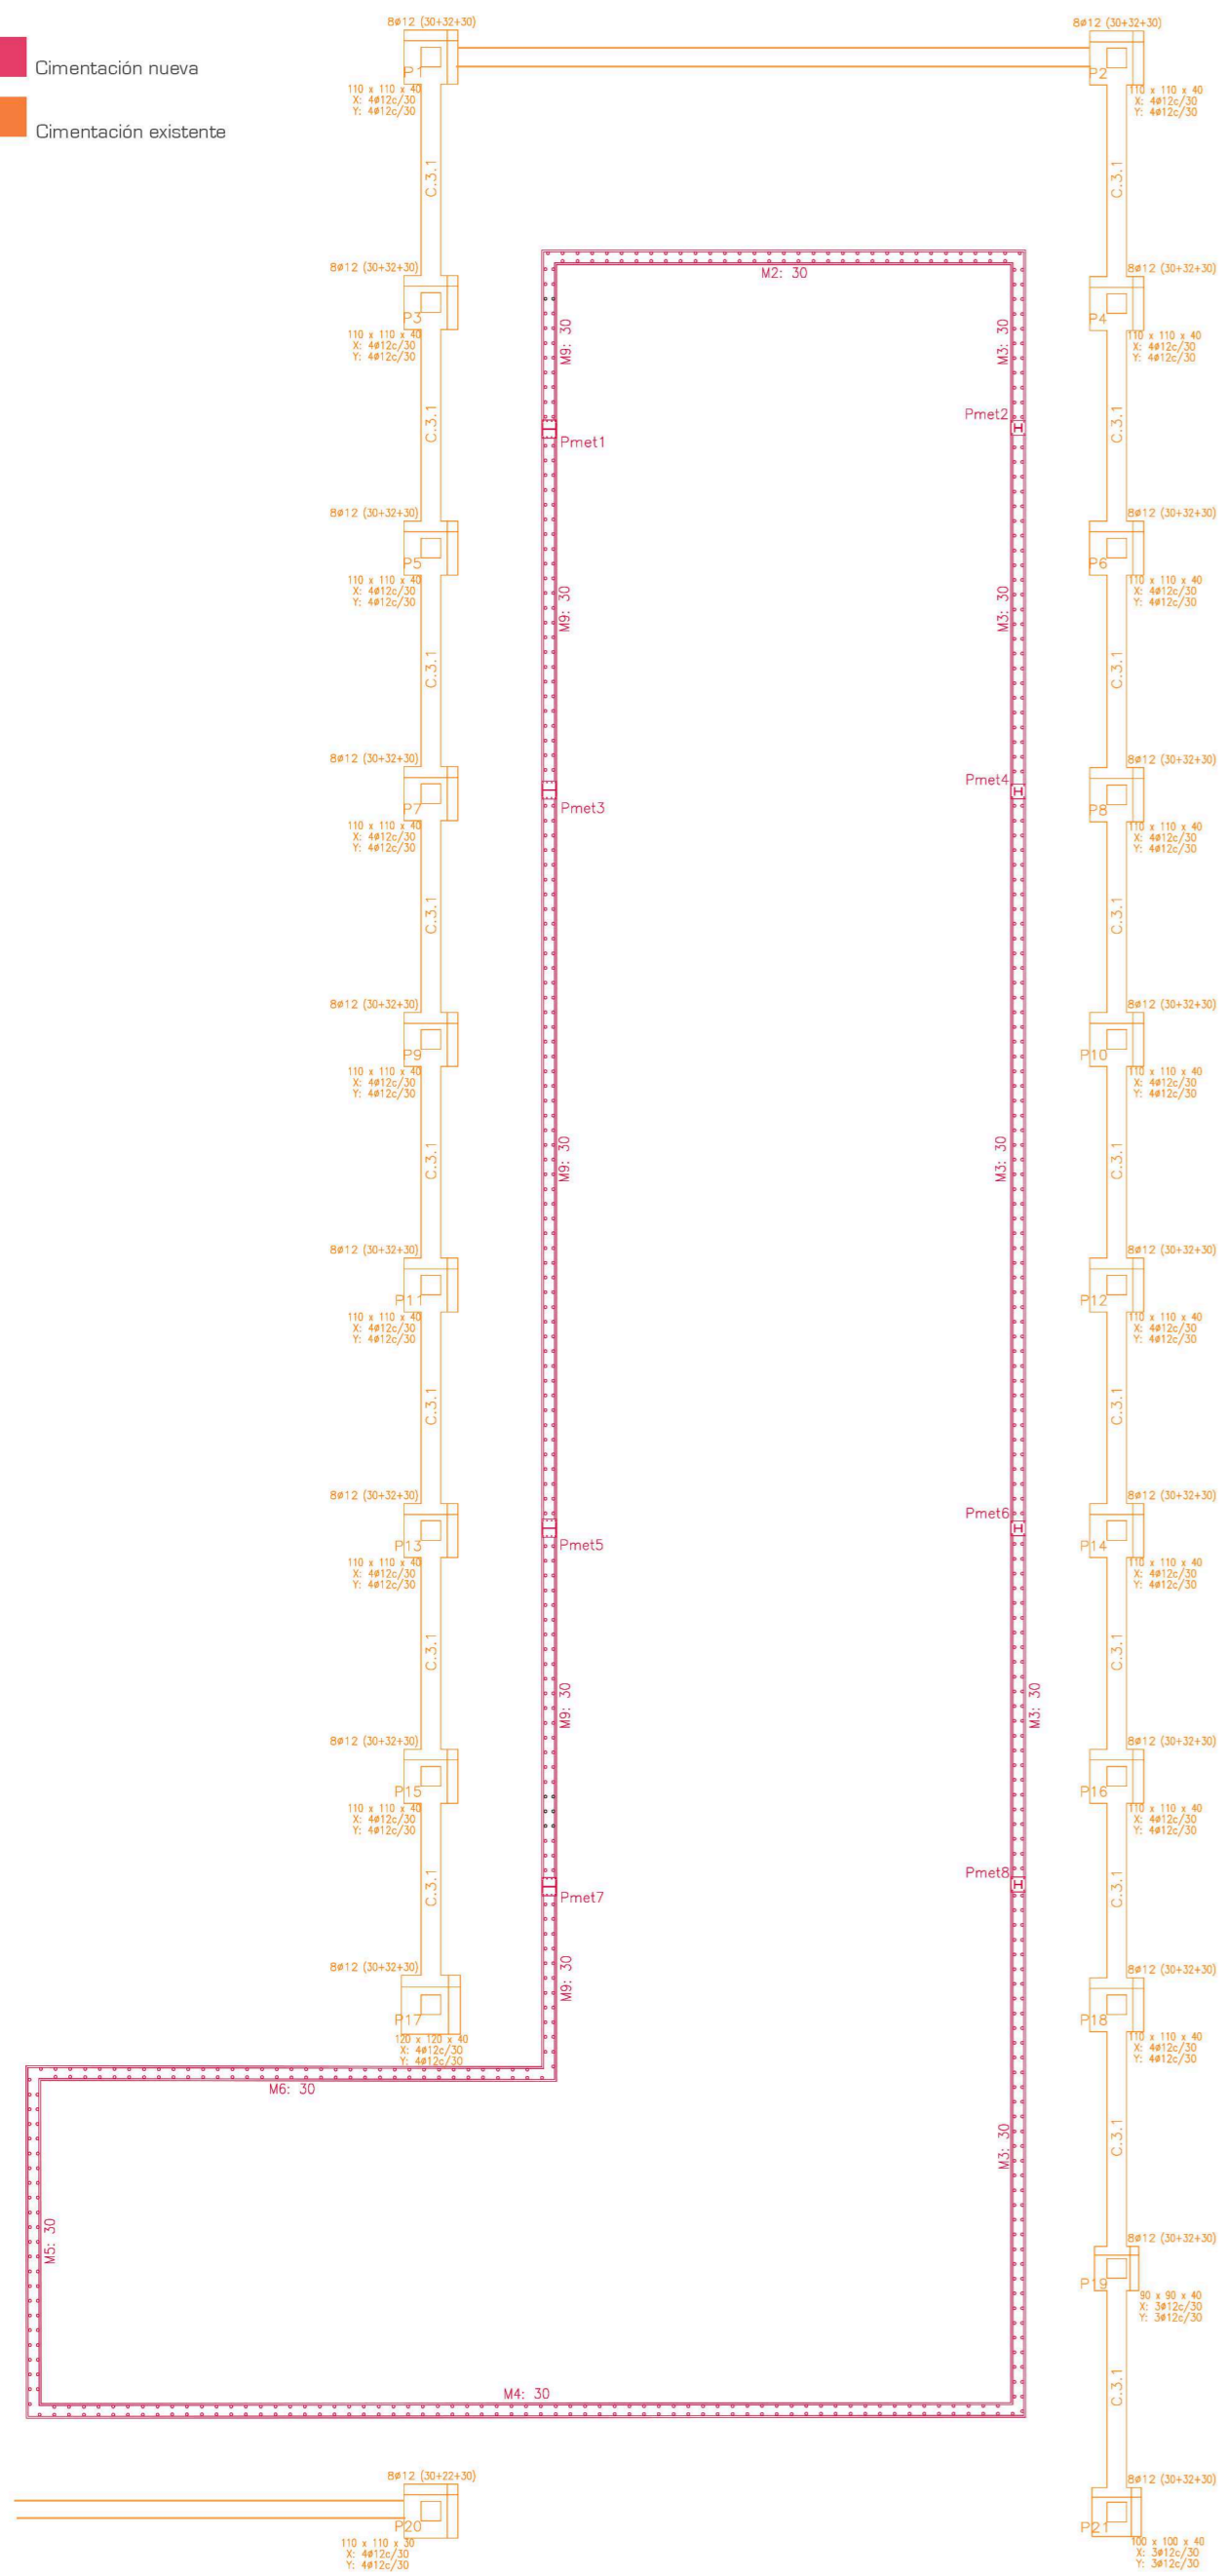 8ø12 (30+32+30)
8ø12 (30+32+30)
Cimentación nueva
P1
P2
110 x 110 x 40
X: 4ø12c/30
Y: 4ø12c/30
110 x 110 x 40
X: 4ø12c/30
Y: 4ø12c/30
Cimentación existente
C.3.1
C.3.1
8ø12 (30+32+30)
8ø12 (30+32+30)
M2: 30
P3
P4
110 x 110 x 40
X: 4ø12c/30
Y: 4ø12c/30
M9: 30
M3: 30
110 x 110 x 40
X: 4ø12c/30
Y: 4ø12c/30
C.3.1
Pmet1
Pmet2
C.3.1
8ø12 (30+32+30)
8ø12 (30+32+30)
P5
P6
110 x 110 x 40
X: 4ø12c/30
Y: 4ø12c/30
M9: 30
M3: 30
110 x 110 x 40
X: 4ø12c/30
Y: 4ø12c/30
C.3.1
C.3.1
8ø12 (30+32+30)
8ø12 (30+32+30)
Pmet4
P7
Pmet3
P8
110 x 110 x 40
X: 4ø12c/30
Y: 4ø12c/30
110 x 110 x 40
X: 4ø12c/30
Y: 4ø12c/30
C.3.1
C.3.1
8ø12 (30+32+30)
8ø12 (30+32+30)
P9
P10
110 x 110 x 40
X: 4ø12c/30
Y: 4ø12c/30
110 x 110 x 40
X: 4ø12c/30
Y: 4ø12c/30
C.3.1
M9: 30
M3: 30
C.3.1
8ø12 (30+32+30)
8ø12 (30+32+30)
P11
P12
110 x 110 x 40
X: 4ø12c/30
Y: 4ø12c/30
110 x 110 x 40
X: 4ø12c/30
Y: 4ø12c/30
C.3.1
C.3.1
8ø12 (30+32+30)
8ø12 (30+32+30)
Pmet6
P13
Pmet5
P14
110 x 110 x 40
X: 4ø12c/30
Y: 4ø12c/30
110 x 110 x 40
X: 4ø12c/30
Y: 4ø12c/30
C.3.1
C.3.1
M9: 30
M3: 30
8ø12 (30+32+30)
8ø12 (30+32+30)
P15
P16
110 x 110 x 40
X: 4ø12c/30
Y: 4ø12c/30
110 x 110 x 40
X: 4ø12c/30
Y: 4ø12c/30
C.3.1
Pmet7
Pmet8
C.3.1
8ø12 (30+32+30)
8ø12 (30+32+30)
M9: 30
P17
P18
120 x 120 x 40
X: 4ø12c/30
Y: 4ø12c/30
110 x 110 x 40
X: 4ø12c/30
Y: 4ø12c/30
M6: 30
M3: 30
C.3.1
M5: 30
8ø12 (30+32+30)
P19
90 x 90 x 40
X: 3ø12c/30
Y: 3ø12c/30
M4: 30
C.3.1
8ø12 (30+22+30)
8ø12 (30+32+30)
P20
P21
110 x 110 x 30
X: 4ø12c/30
Y: 4ø12c/30
100 x 100 x 40
X: 3ø12c/30
Y: 3ø12c/30